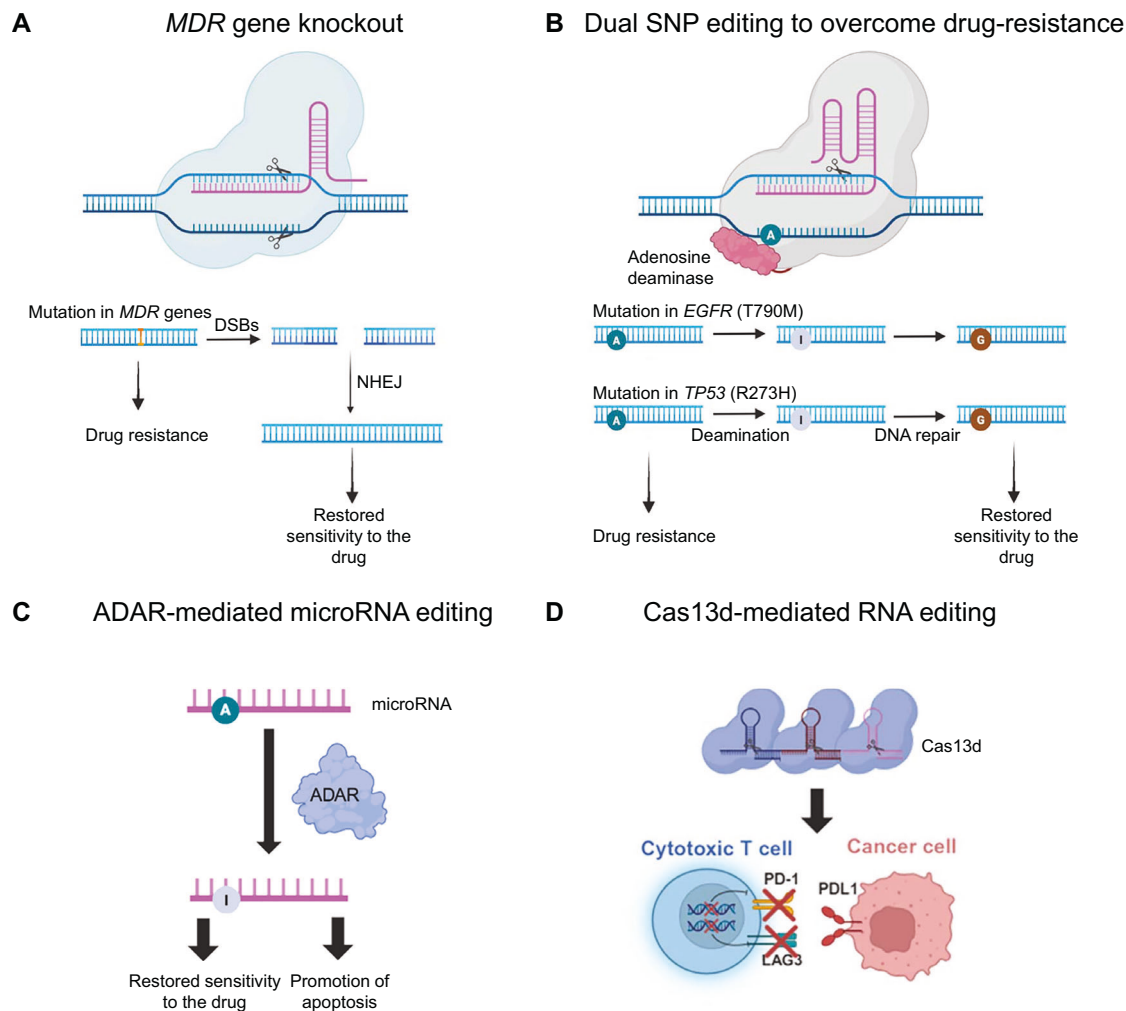 A MDR gene knockout
Mutation in MDR genes
DSBs
NHEJ
Drug resistance
Restored
sensitivity to the
drug
B Dual SNP editing to overcome drug-resistance
A
Adenosine
deaminase
Mutation in EGFR (T790M)
A
I
G
Mutation in TP53 (R273H)
A
I
G
Deamination
DNA repair
Drug resistance
Restored
sensitivity to the
drug
C ADAR-mediated microRNA editing
A
microRNA
ADAR
I
Restored sensitivity
to the drug
Promotion of
apoptosis
D Cas13d-mediated RNA editing
Cas13d
Cytotoxic T cell
Cancer cell
PD-1
PDL1
LAG3